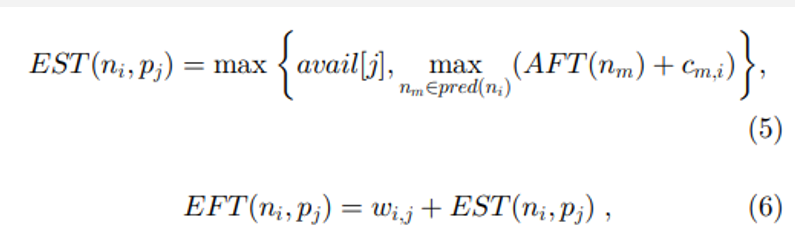 EST(n_i, p_j) = max { avail[j], max_{n_m∈pred(n_i)} (AFT(n_m) + c_{m,i}) },
(5)
EFT(n_i, p_j) = w_{i,j} + EST(n_i, p_j) , (6)